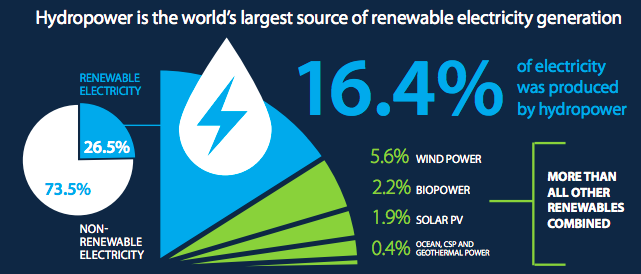 Hydropower is the world's largest source of renewable electricity generation
RENEWABLE
ELECTRICITY
26.5%
73.5%
NON-
RENEWABLE
ELECTRICITY
16.4%
of electricity
was produced
by hydropower
5.6% WIND POWER
2.2% BIOPOWER
1.9% SOLAR PV
0.4% OCEAN, CSP AND
GEOTHERMAL POWER
MORE THAN
ALL OTHER
RENEWABLES
COMBINED